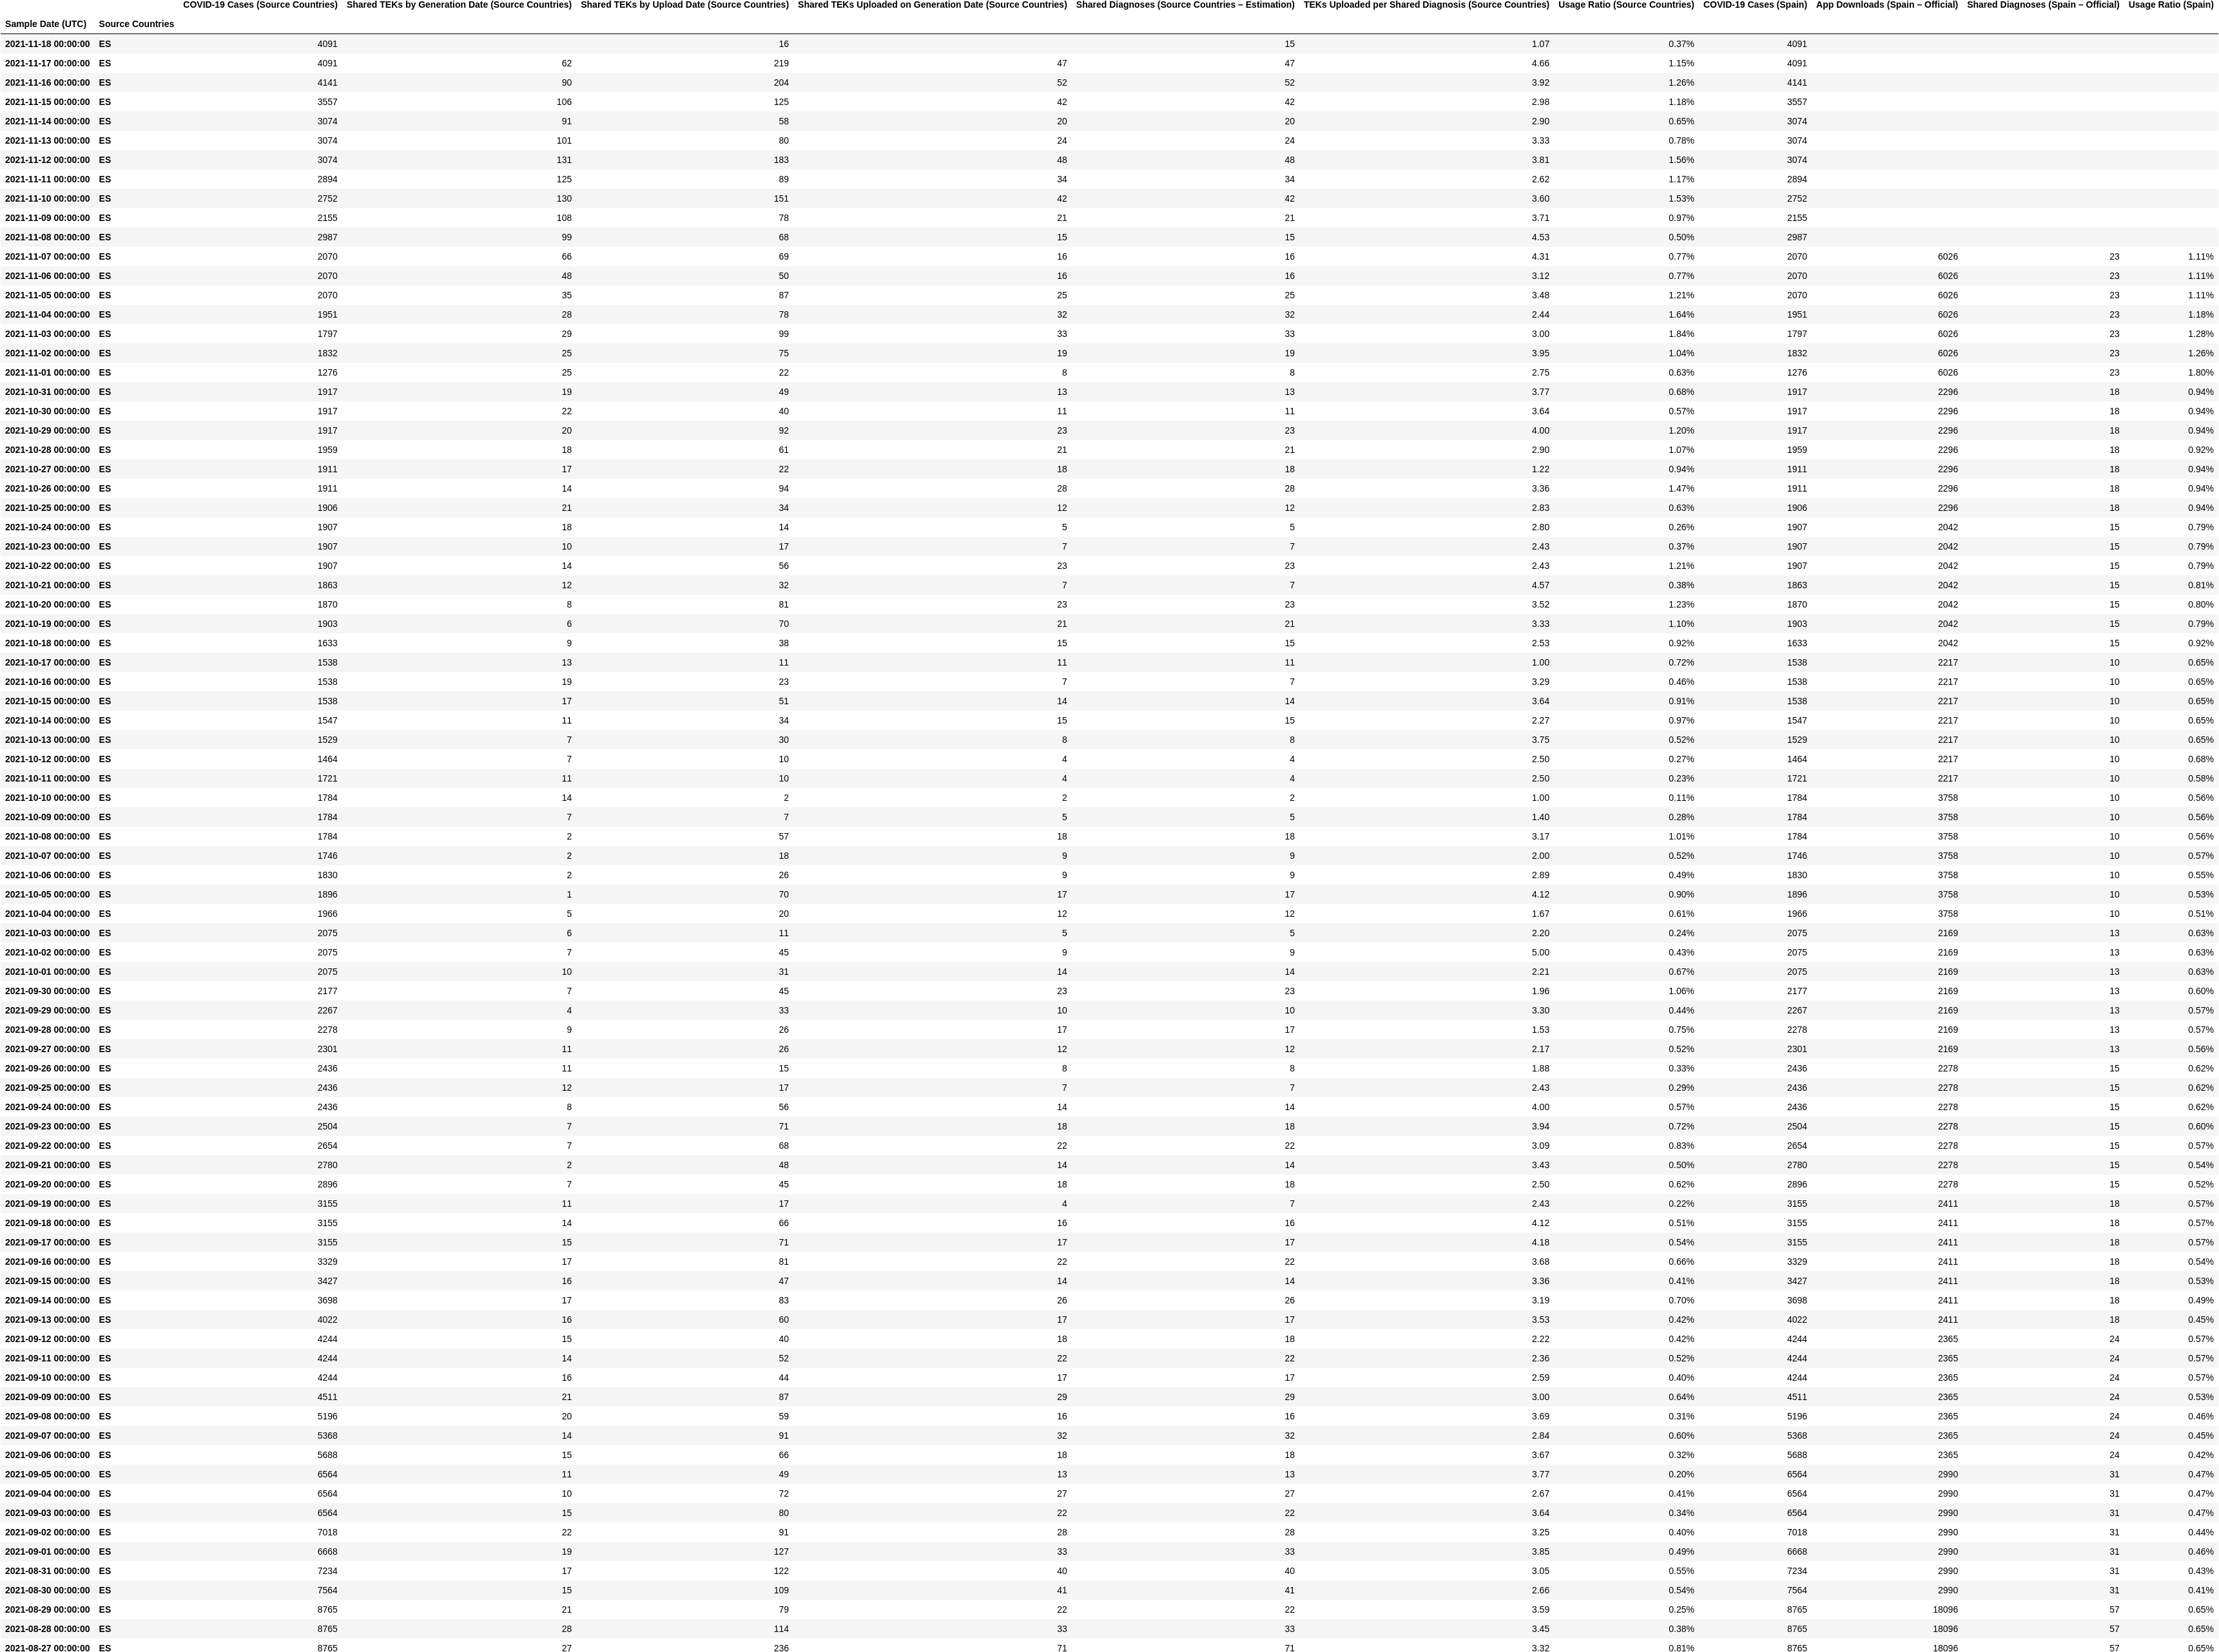 COVID-19 Cases (Source Countries) Shared TEKs by Generation Date (Source Countries) Shared TEKs by Upload Date (Source Countries) Shared TEKs Uploaded on Generation Date (Source Countries) Shared Diagnoses (Source Countries – Estimation) TEKs Uploaded per Shared Diagnosis (Source Countries) Usage Ratio (Source Countries) COVID-19 Cases (Spain) App Downloads (Spain – Official) Shared Diagnoses (Spain – Official) Usage Ratio (Spain)
Sample Date (UTC) Source Countries
2021-11-18 00:00:00 ES 4091 16 15 1.07 0.37% 4091
2021-11-17 00:00:00 ES 4091 62 219 47 47 4.66 1.15% 4091
2021-11-16 00:00:00 ES 4141 90 204 52 52 3.92 1.26% 4141
2021-11-15 00:00:00 ES 3557 106 125 42 42 2.98 1.18% 3557
2021-11-14 00:00:00 ES 3074 91 58 20 20 2.90 0.65% 3074
2021-11-13 00:00:00 ES 3074 101 80 24 24 3.33 0.78% 3074
2021-11-12 00:00:00 ES 3074 131 183 48 48 3.81 1.56% 3074
2021-11-11 00:00:00 ES 2894 125 89 34 34 2.62 1.17% 2894
2021-11-10 00:00:00 ES 2752 130 151 42 42 3.60 1.53% 2752
2021-11-09 00:00:00 ES 2155 108 78 21 21 3.71 0.97% 2155
2021-11-08 00:00:00 ES 2987 99 68 15 15 4.53 0.50% 2987
2021-11-07 00:00:00 ES 2070 66 69 16 16 4.31 0.77% 2070 6026 23 1.11%
2021-11-06 00:00:00 ES 2070 48 50 16 16 3.12 0.77% 2070 6026 23 1.11%
2021-11-05 00:00:00 ES 2070 35 87 25 25 3.48 1.21% 2070 6026 23 1.11%
2021-11-04 00:00:00 ES 1951 28 78 32 32 2.44 1.64% 1951 6026 23 1.18%
2021-11-03 00:00:00 ES 1797 29 99 33 33 3.00 1.84% 1797 6026 23 1.28%
2021-11-02 00:00:00 ES 1832 25 75 19 19 3.95 1.04% 1832 6026 23 1.26%
2021-11-01 00:00:00 ES 1276 25 22 8 8 2.75 0.63% 1276 6026 23 1.80%
2021-10-31 00:00:00 ES 1917 19 49 13 13 3.77 0.68% 1917 2296 18 0.94%
2021-10-30 00:00:00 ES 1917 22 40 11 11 3.64 0.57% 1917 2296 18 0.94%
2021-10-29 00:00:00 ES 1917 20 92 23 23 4.00 1.20% 1917 2296 18 0.94%
2021-10-28 00:00:00 ES 1959 18 61 21 21 2.90 1.07% 1959 2296 18 0.92%
2021-10-27 00:00:00 ES 1911 17 22 18 18 1.22 0.94% 1911 2296 18 0.94%
2021-10-26 00:00:00 ES 1911 14 94 28 28 3.36 1.47% 1911 2296 18 0.94%
2021-10-25 00:00:00 ES 1906 21 34 12 12 2.83 0.63% 1906 2296 18 0.94%
2021-10-24 00:00:00 ES 1907 18 14 5 5 2.80 0.26% 1907 2042 15 0.79%
2021-10-23 00:00:00 ES 1907 10 17 7 7 2.43 0.37% 1907 2042 15 0.79%
2021-10-22 00:00:00 ES 1907 14 56 23 23 2.43 1.21% 1907 2042 15 0.79%
2021-10-21 00:00:00 ES 1863 12 32 7 7 4.57 0.38% 1863 2042 15 0.81%
2021-10-20 00:00:00 ES 1870 8 81 23 23 3.52 1.23% 1870 2042 15 0.80%
2021-10-19 00:00:00 ES 1903 6 70 21 21 3.33 1.10% 1903 2042 15 0.79%
2021-10-18 00:00:00 ES 1633 9 38 15 15 2.53 0.92% 1633 2042 15 0.92%
2021-10-17 00:00:00 ES 1538 13 11 11 11 1.00 0.72% 1538 2217 10 0.65%
2021-10-16 00:00:00 ES 1538 19 23 7 7 3.29 0.46% 1538 2217 10 0.65%
2021-10-15 00:00:00 ES 1538 17 51 14 14 3.64 0.91% 1538 2217 10 0.65%
2021-10-14 00:00:00 ES 1547 11 34 15 15 2.27 0.97% 1547 2217 10 0.65%
2021-10-13 00:00:00 ES 1529 7 30 8 8 3.75 0.52% 1529 2217 10 0.65%
2021-10-12 00:00:00 ES 1464 7 10 4 4 2.50 0.27% 1464 2217 10 0.68%
2021-10-11 00:00:00 ES 1721 11 10 4 4 2.50 0.23% 1721 2217 10 0.58%
2021-10-10 00:00:00 ES 1784 14 2 2 2 1.00 0.11% 1784 3758 10 0.56%
2021-10-09 00:00:00 ES 1784 7 7 5 5 1.40 0.28% 1784 3758 10 0.56%
2021-10-08 00:00:00 ES 1784 2 57 18 18 3.17 1.01% 1784 3758 10 0.56%
2021-10-07 00:00:00 ES 1746 2 18 9 9 2.00 0.52% 1746 3758 10 0.57%
2021-10-06 00:00:00 ES 1830 2 26 9 9 2.89 0.49% 1830 3758 10 0.55%
2021-10-05 00:00:00 ES 1896 1 70 17 17 4.12 0.90% 1896 3758 10 0.53%
2021-10-04 00:00:00 ES 1966 5 20 12 12 1.67 0.61% 1966 3758 10 0.51%
2021-10-03 00:00:00 ES 2075 6 11 5 5 2.20 0.24% 2075 2169 13 0.63%
2021-10-02 00:00:00 ES 2075 7 45 9 9 5.00 0.43% 2075 2169 13 0.63%
2021-10-01 00:00:00 ES 2075 10 31 14 14 2.21 0.67% 2075 2169 13 0.63%
2021-09-30 00:00:00 ES 2177 7 45 23 23 1.96 1.06% 2177 2169 13 0.60%
2021-09-29 00:00:00 ES 2267 4 33 10 10 3.30 0.44% 2267 2169 13 0.57%
2021-09-28 00:00:00 ES 2278 9 26 17 17 1.53 0.75% 2278 2169 13 0.57%
2021-09-27 00:00:00 ES 2301 11 26 12 12 2.17 0.52% 2301 2169 13 0.56%
2021-09-26 00:00:00 ES 2436 11 15 8 8 1.88 0.33% 2436 2278 15 0.62%
2021-09-25 00:00:00 ES 2436 12 17 7 7 2.43 0.29% 2436 2278 15 0.62%
2021-09-24 00:00:00 ES 2436 8 56 14 14 4.00 0.57% 2436 2278 15 0.62%
2021-09-23 00:00:00 ES 2504 7 71 18 18 3.94 0.72% 2504 2278 15 0.60%
2021-09-22 00:00:00 ES 2654 7 68 22 22 3.09 0.83% 2654 2278 15 0.57%
2021-09-21 00:00:00 ES 2780 2 48 14 14 3.43 0.50% 2780 2278 15 0.54%
2021-09-20 00:00:00 ES 2896 7 45 18 18 2.50 0.62% 2896 2278 15 0.52%
2021-09-19 00:00:00 ES 3155 11 17 4 7 2.43 0.22% 3155 2411 18 0.57%
2021-09-18 00:00:00 ES 3155 14 66 16 16 4.12 0.51% 3155 2411 18 0.57%
2021-09-17 00:00:00 ES 3155 15 71 17 17 4.18 0.54% 3155 2411 18 0.57%
2021-09-16 00:00:00 ES 3329 17 81 22 22 3.68 0.66% 3329 2411 18 0.54%
2021-09-15 00:00:00 ES 3427 16 47 14 14 3.36 0.41% 3427 2411 18 0.53%
2021-09-14 00:00:00 ES 3698 17 83 26 26 3.19 0.70% 3698 2411 18 0.49%
2021-09-13 00:00:00 ES 4022 16 60 17 17 3.53 0.42% 4022 2411 18 0.45%
2021-09-12 00:00:00 ES 4244 15 40 18 18 2.22 0.42% 4244 2365 24 0.57%
2021-09-11 00:00:00 ES 4244 14 52 22 22 2.36 0.52% 4244 2365 24 0.57%
2021-09-10 00:00:00 ES 4244 16 44 17 17 2.59 0.40% 4244 2365 24 0.57%
2021-09-09 00:00:00 ES 4511 21 87 29 29 3.00 0.64% 4511 2365 24 0.53%
2021-09-08 00:00:00 ES 5196 20 59 16 16 3.69 0.31% 5196 2365 24 0.46%
2021-09-07 00:00:00 ES 5368 14 91 32 32 2.84 0.60% 5368 2365 24 0.45%
2021-09-06 00:00:00 ES 5688 15 66 18 18 3.67 0.32% 5688 2365 24 0.42%
2021-09-05 00:00:00 ES 6564 11 49 13 13 3.77 0.20% 6564 2990 31 0.47%
2021-09-04 00:00:00 ES 6564 10 72 27 27 2.67 0.41% 6564 2990 31 0.47%
2021-09-03 00:00:00 ES 6564 15 80 22 22 3.64 0.34% 6564 2990 31 0.47%
2021-09-02 00:00:00 ES 7018 22 91 28 28 3.25 0.40% 7018 2990 31 0.44%
2021-09-01 00:00:00 ES 6668 19 127 33 33 3.85 0.49% 6668 2990 31 0.46%
2021-08-31 00:00:00 ES 7234 17 122 40 40 3.05 0.55% 7234 2990 31 0.43%
2021-08-30 00:00:00 ES 7564 15 109 41 41 2.66 0.54% 7564 2990 31 0.41%
2021-08-29 00:00:00 ES 8765 21 79 22 22 3.59 0.25% 8765 18096 57 0.65%
2021-08-28 00:00:00 ES 8765 28 114 33 33 3.45 0.38% 8765 18096 57 0.65%
2021-08-27 00:00:00 ES 8765 27 236 71 71 3.32 0.81% 8765 18096 57 0.65%